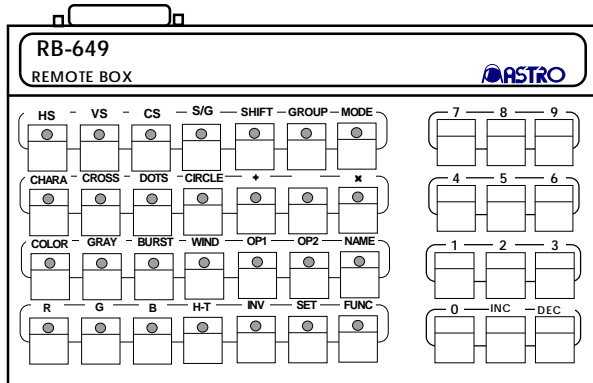 RB-649
REMOTE BOX
ASTRO
HS VS CS S/G SHIFT GROUP MODE 7 8 9
CHARA CROSS DOTS CIRCLE + × 4 5 6
COLOR GRAY BURST WIND OP1 OP2 NAME 1 2 3
R G B H-T INV SET FUNC 0 INC DEC